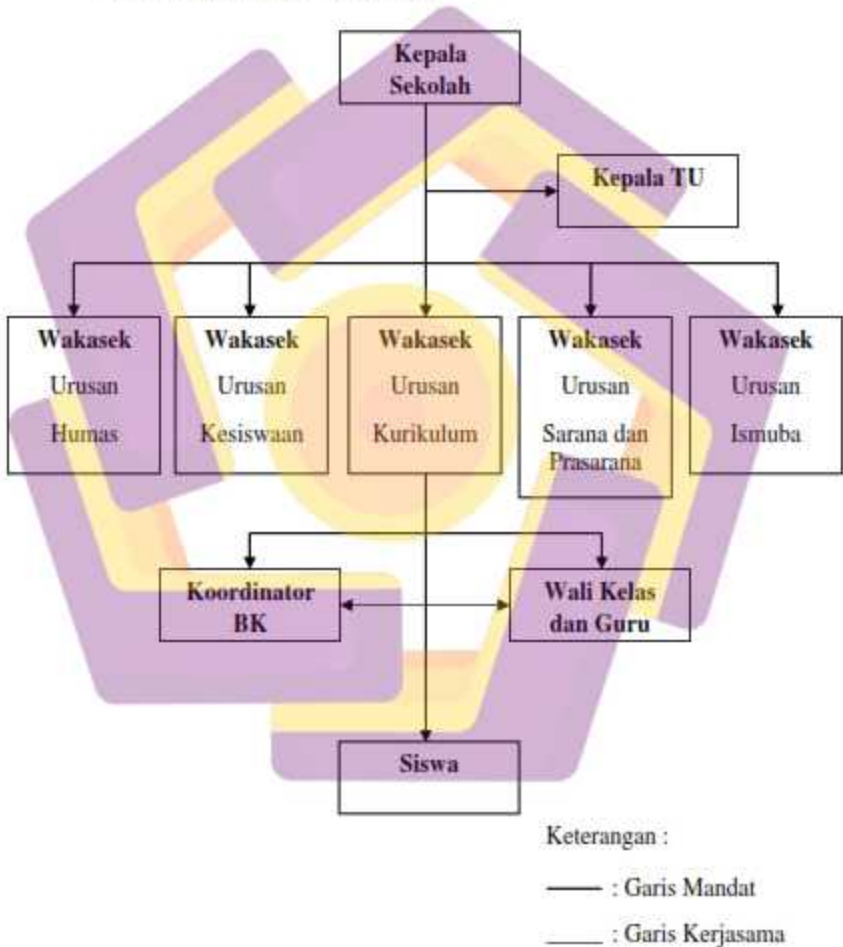 Kepala
Sekolah
Kepala TU
Wakasek
Urusan
Humas
Wakasek
Urusan
Kesiswaan
Wakasek
Urusan
Kurikulum
Wakasek
Urusan
Sarana dan
Prasarana
Wakasek
Urusan
Ismuba
Koordinator
BK
Wali Kelas
dan Guru
Siswa
Keterangan :
: Garis Mandat
: Garis Kerjasama